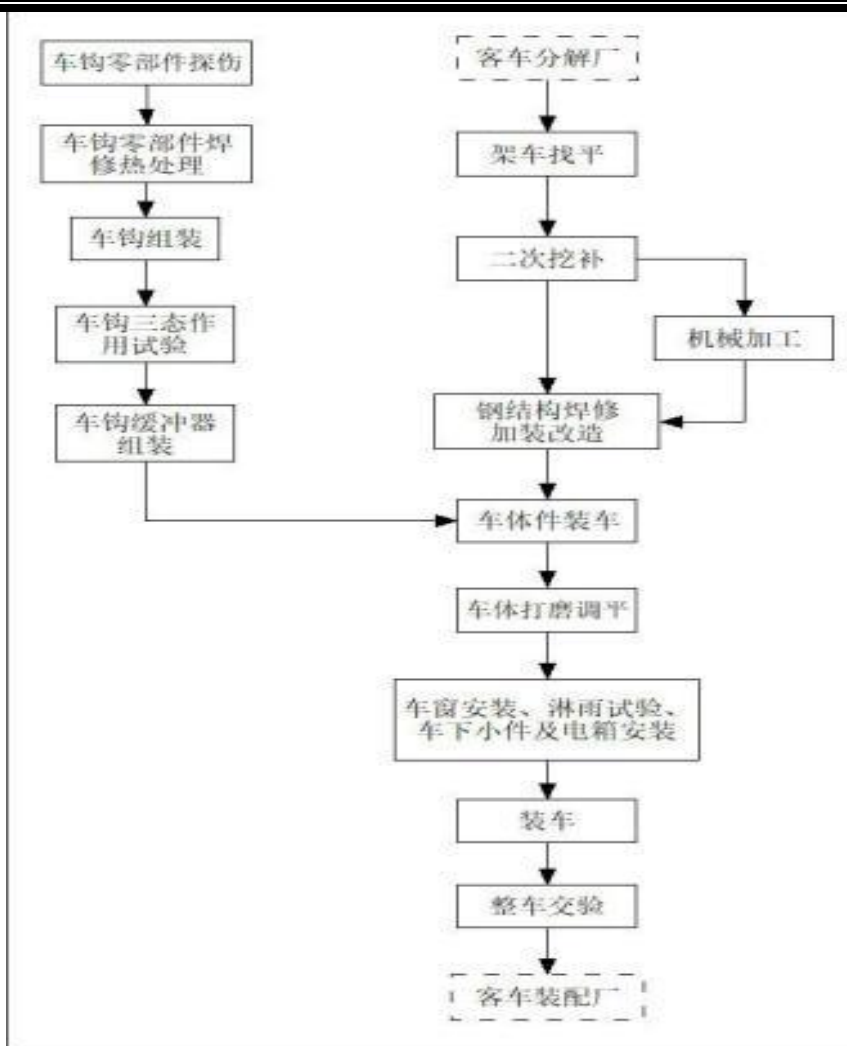 车钩零部件探伤
车钩零部件焊
修热处理
车钩组装
车钩三态作
用试验
车钩缓冲器
组装
客车分解厂
架车找平
二次挖补
机械加工
钢结构焊修
加装改造
车体件装车
车体打磨调平
车窗安装、淋雨试验、
车下小件及电箱安装
装车
整车交验
客车装配厂